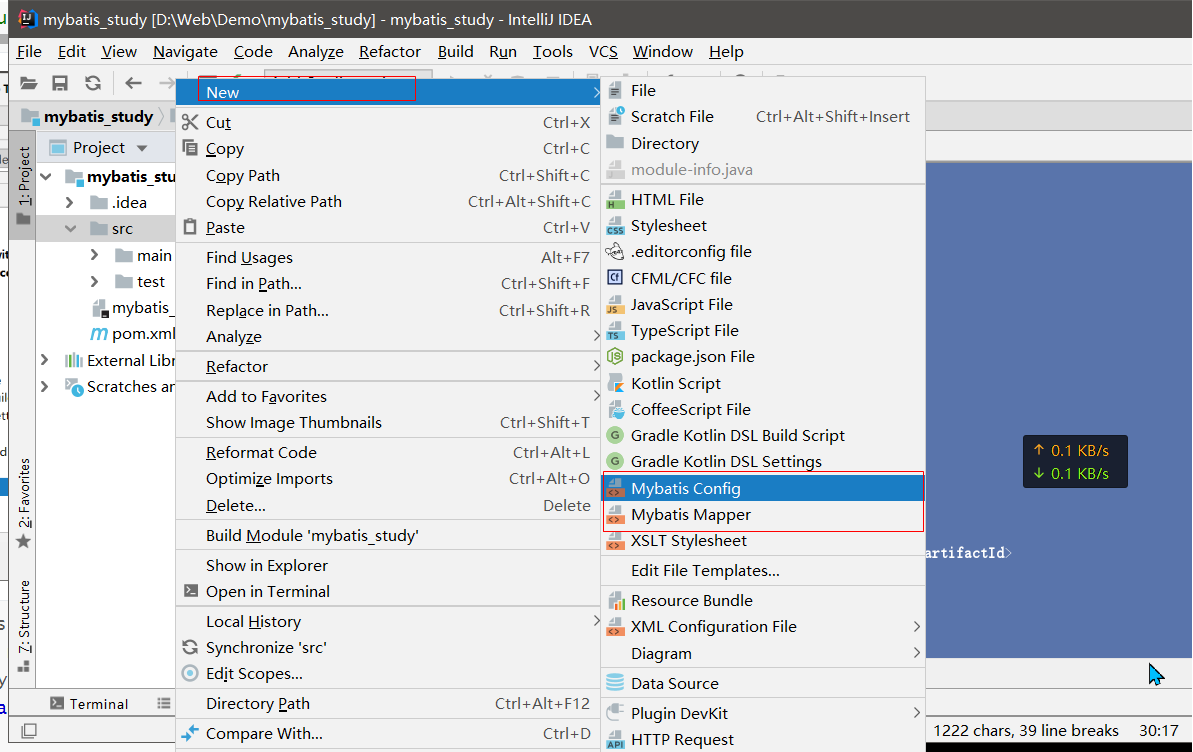 mybatis_study [D:\Web\Demo\mybatis_study] - mybatis_study - IntelliJ IDEA
File Edit View Navigate Code Analyze Refactor Build Run Tools VCS Window Help
mybatis_study
1: Project
Project
mybatis_stu
.idea
src
main
test
mybatis_
pom.xml
External Libr
Scratches an
2: Favorites
Z: Structure
New
Cut Ctrl+X
Copy Ctrl+C
Copy Path Ctrl+Shift+C
Copy Relative Path Ctrl+Alt+Shift+C
Paste Ctrl+V
Find Usages Alt+F7
Find in Path... Ctrl+Shift+F
Replace in Path... Ctrl+Shift+R
Analyze
Refactor
Add to Favorites
Show Image Thumbnails Ctrl+Shift+T
Reformat Code Ctrl+Alt+L
Optimize Imports Ctrl+Alt+O
Delete... Delete
Build Module 'mybatis_study'
Show in Explorer
Open in Terminal
Local History
Synchronize 'src'
Edit Scopes...
Directory Path Ctrl+Alt+F12
Compare With... Ctrl+D
File
Scratch File Ctrl+Alt+Shift+Insert
Directory
module-info.java
HTML File
Stylesheet
.editorconfig file
CFML/CFC file
JavaScript File
TypeScript File
package.json File
Kotlin Script
CoffeeScript File
Gradle Kotlin DSL Build Script
Gradle Kotlin DSL Settings
Mybatis Config
Mybatis Mapper
XSLT Stylesheet
Edit File Templates...
Resource Bundle
XML Configuration File
Diagram
Data Source
Plugin DevKit
HTTP Request
↑ 0.1 KB/s
↓ 0.1 KB/s
artifactId>
Terminal
1222 chars, 39 line breaks 30:17